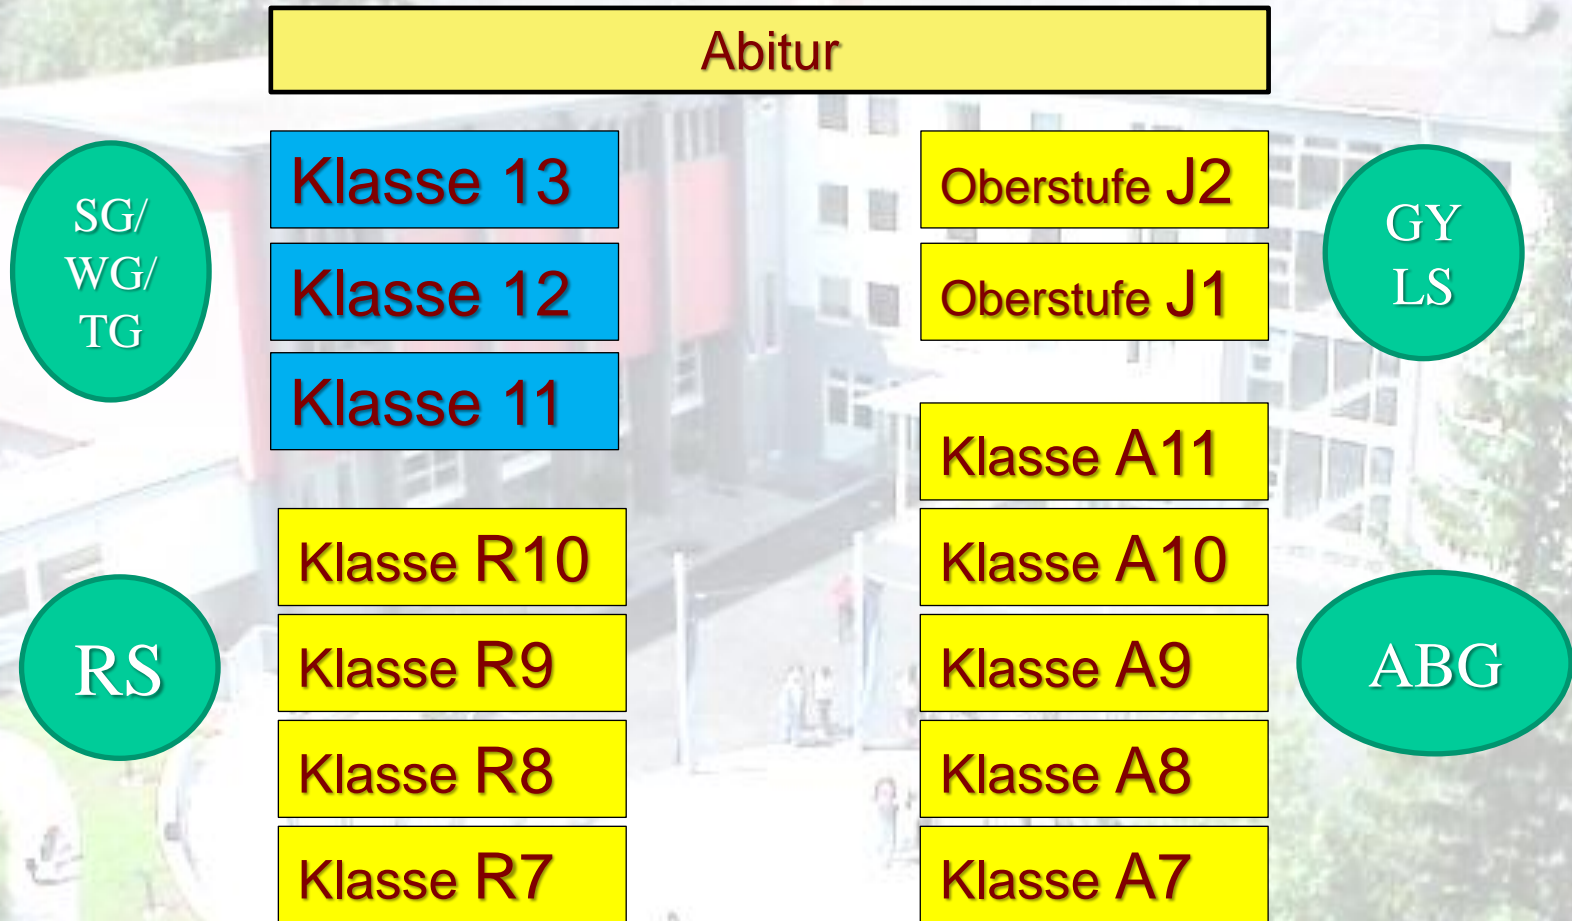 Abitur
SG/
WG/
TG
Klasse 13
Klasse 12
Klasse 11
Oberstufe J2
Oberstufe J1
GY
LS
Klasse A11
RS
Klasse R10
Klasse R9
Klasse R8
Klasse R7
Klasse A10
Klasse A9
Klasse A8
Klasse A7
ABG